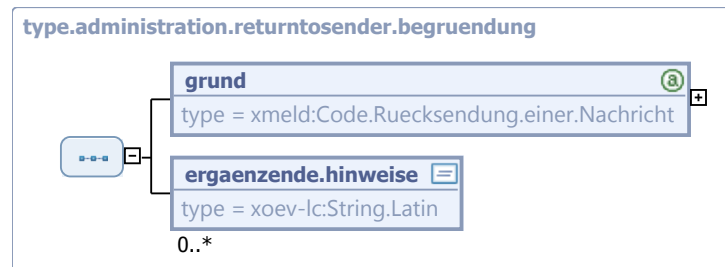 type.administration.returntosender.begruendung
grund
type = xmeld:Code.Ruecksendung.einer.Nachricht
ergaenzende.hinweise
type = xoev-lc:String.Latin
0..*